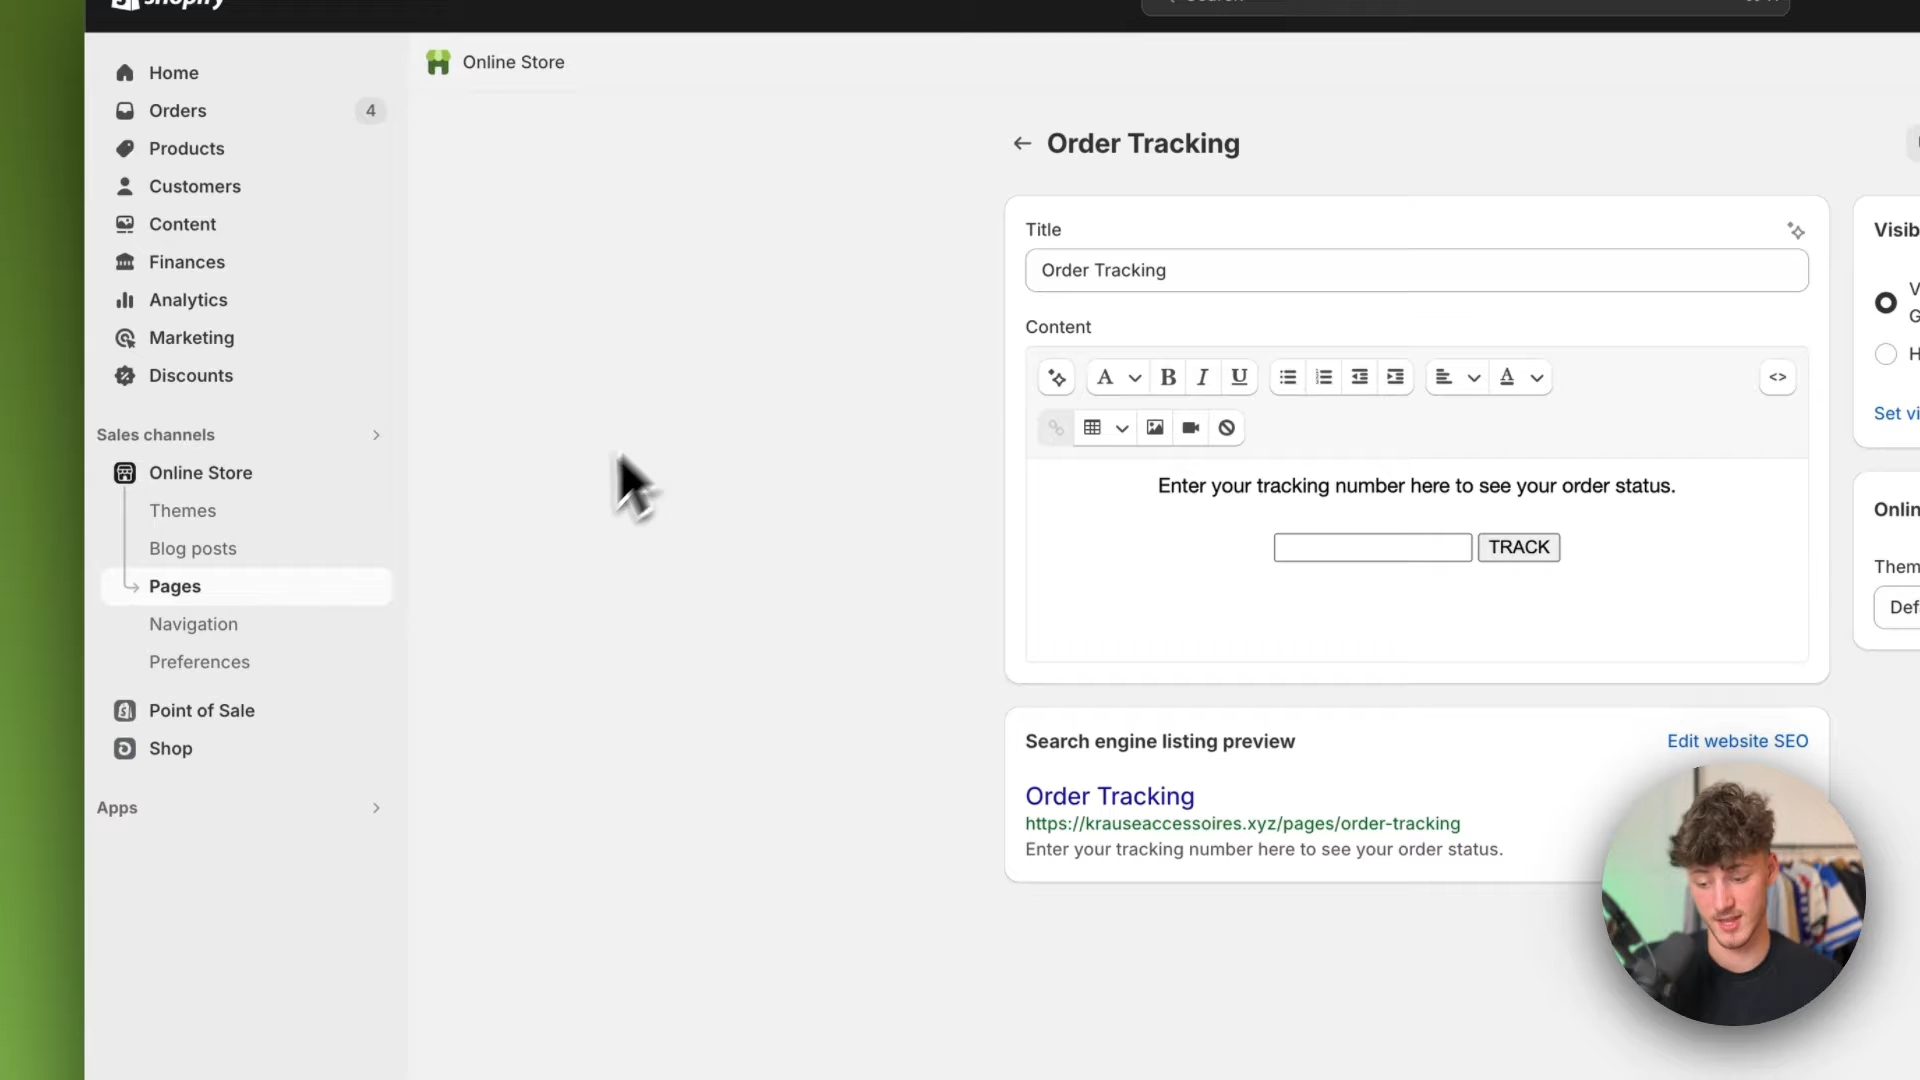 shopify
Search
Home
Orders
4
Products
Customers
Content
Finances
Analytics
Marketing
Discounts
Sales channels
Online Store
Themes
Blog posts
Pages
Navigation
Preferences
Point of Sale
Shop
Apps
Online Store
Order Tracking
Title
Order Tracking
Content
A B I U A <>
Enter your tracking number here to see your order status.
TRACK
Search engine listing preview
Edit website SEO
Order Tracking
https://krauseaccessoires.xyz/pages/order-tracking
Enter your tracking number here to see your order status.
Visib
V
G
H
Set vi
Onlin
Them
Def